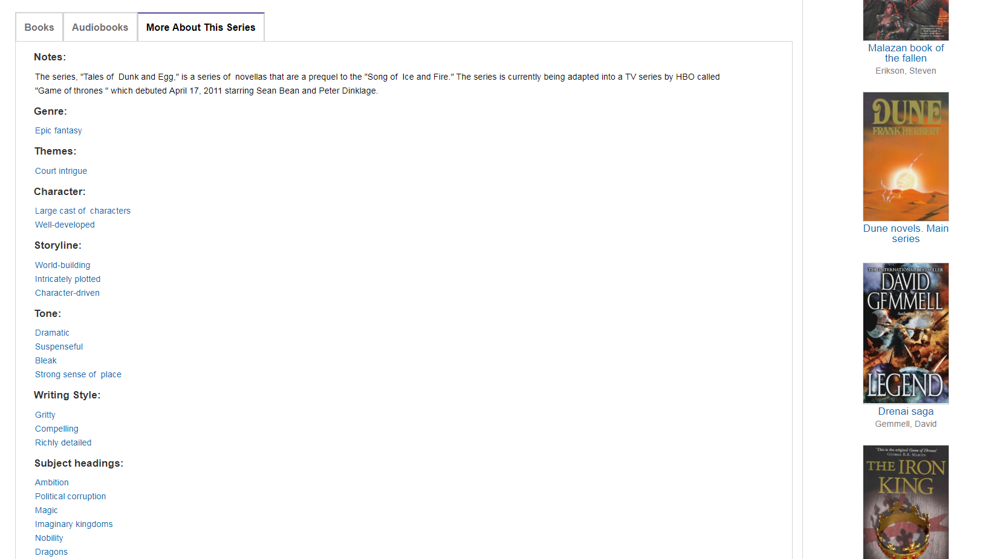 Books
Audiobooks
More About This Series
Notes:
The series, "Tales of Dunk and Egg," is a series of novellas that are a prequel to the "Song of Ice and Fire." The series is currently being adapted into a TV series by HBO called
"Game of thrones " which debuted April 17, 2011 starring Sean Bean and Peter Dinklage.
Genre:
Epic fantasy
Themes:
Court intrigue
Character:
Large cast of characters
Well-developed
Storyline:
World-building
Intricately plotted
Character-driven
Tone:
Dramatic
Suspenseful
Bleak
Strong sense of place
Writing Style:
Gritty
Compelling
Richly detailed
Subject headings:
Ambition
Political corruption
Magic
Imaginary kingdoms
Nobility
Dragons
Malazan book of
the fallen
Erikson, Steven
DUNE
FRANK HERBERT
Dune novels. Main
series
THE INTERNATIONAL BESTSELLER
DAVID
GEMMELL
Author of White Wolf
LEGEND
Drenai saga
Gemmell, David
'This is the original Game of Thrones'
GEORGE R.R. MARTIN
THE IRON
KING